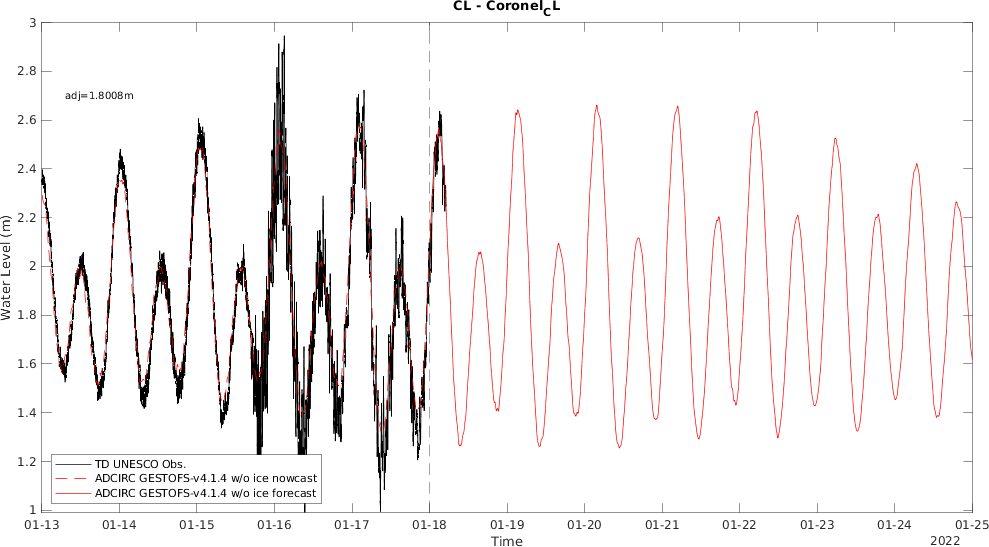 CL - Coronel_CL
3
2.8
adj=1.8008m
2.6
2.4
2.2
2
1.8
1.6
1.4
1.2
1
Water Level (m)
TD UNESCO Obs.
ADCIRC GESTOFS-v4.1.4 w/o ice nowcast
ADCIRC GESTOFS-v4.1.4 w/o ice forecast
01-13 01-14 01-15 01-16 01-17 01-18 01-19 01-20 01-21 01-22 01-23 01-24 01-25
Time
2022